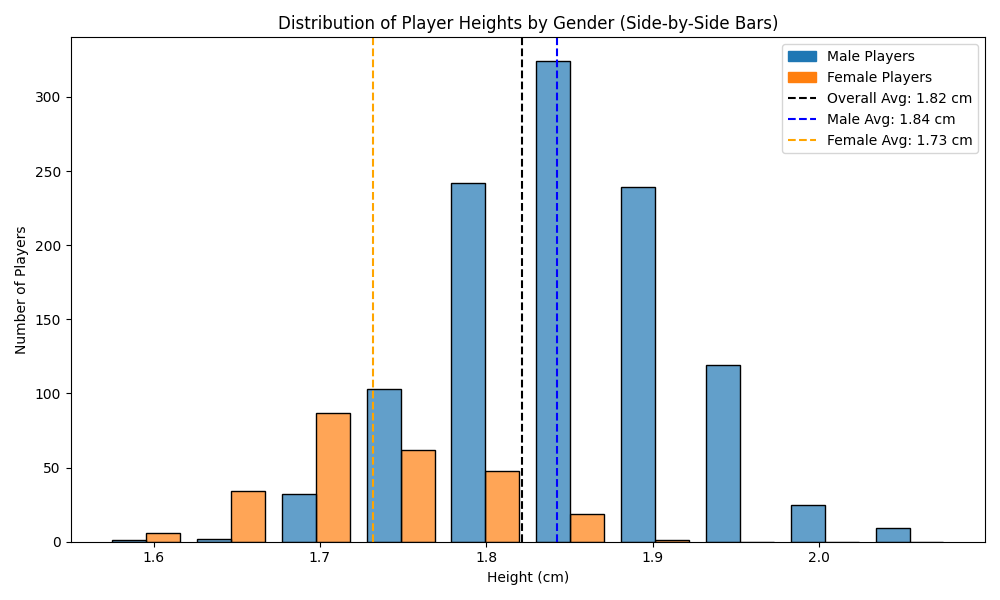 Distribution of Player Heights by Gender (Side-by-Side Bars)
Male Players
Female Players
Overall Avg: 1.82 cm
Male Avg: 1.84 cm
Female Avg: 1.73 cm
Number of Players
300
250
200
150
100
50
0
1.6 1.7 1.8 1.9 2.0
Height (cm)